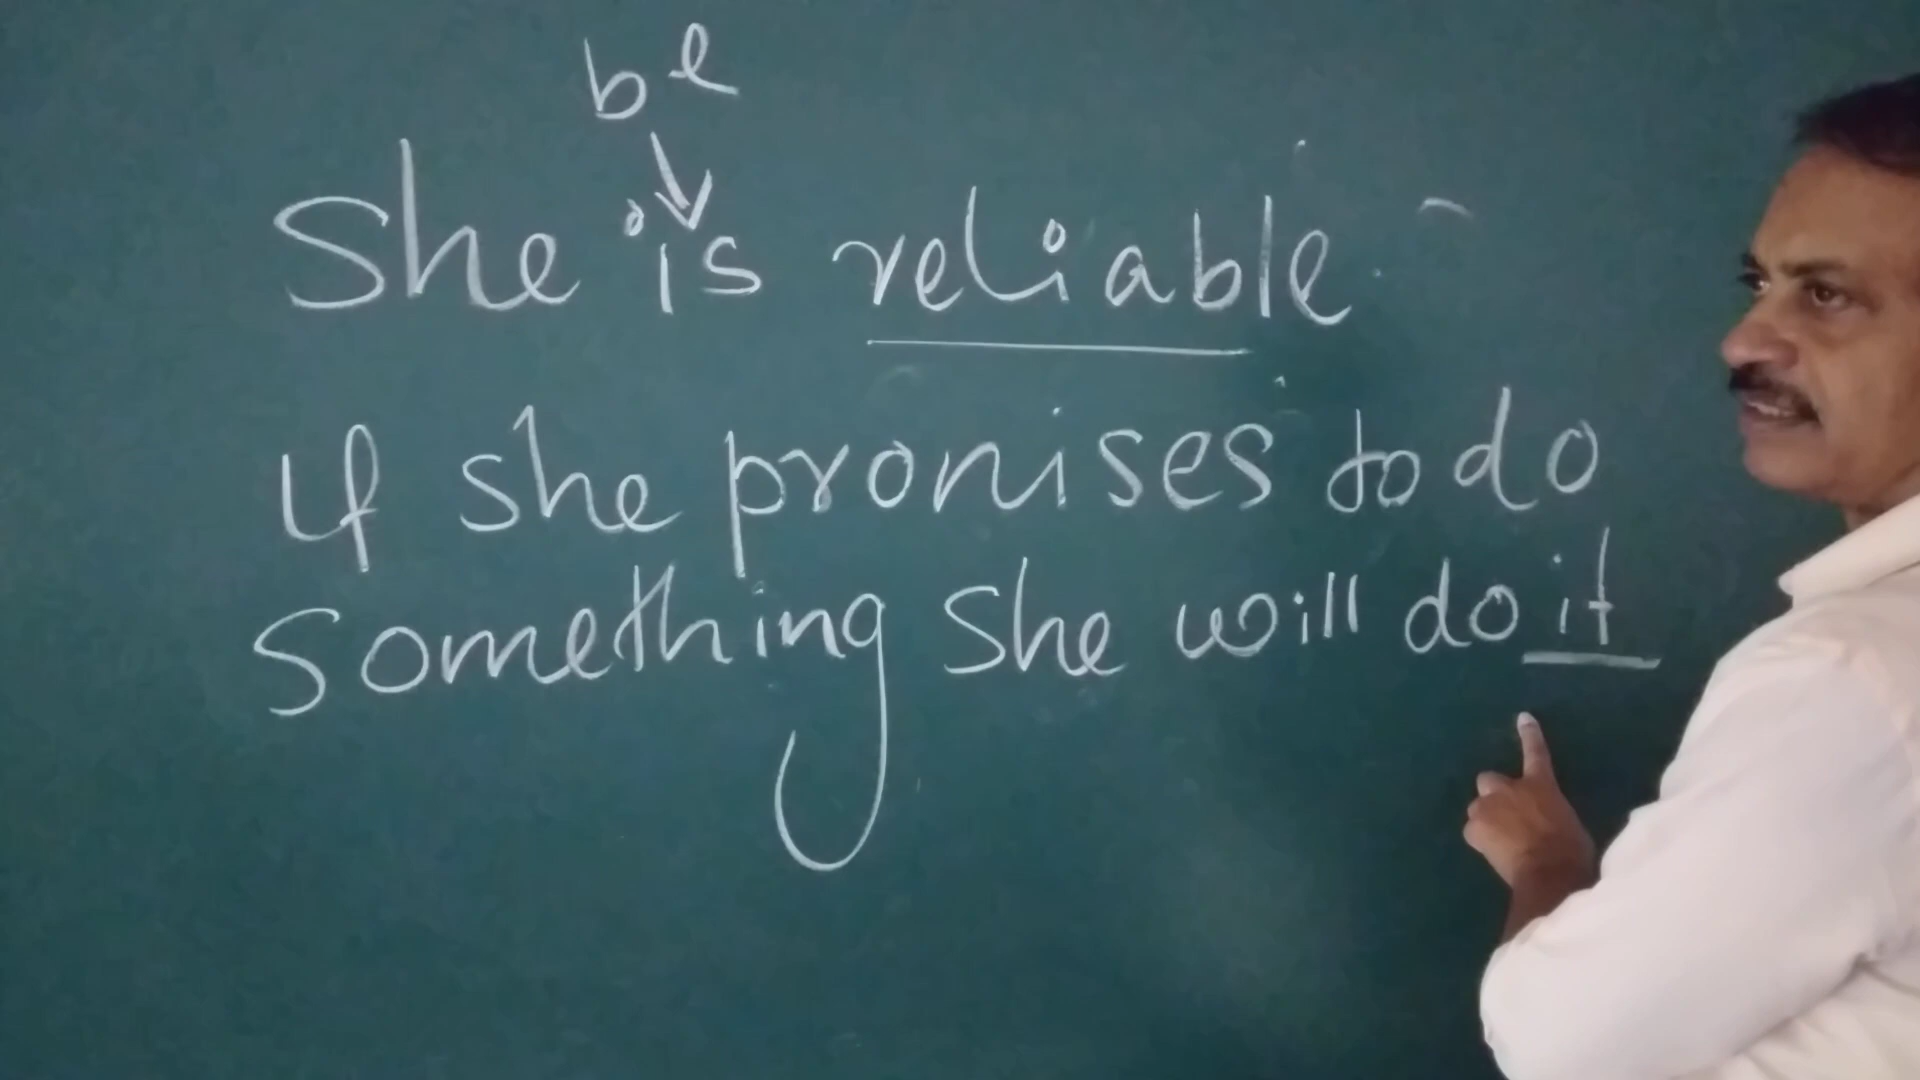 be
She is reliable
If she promises to do
something she will do it